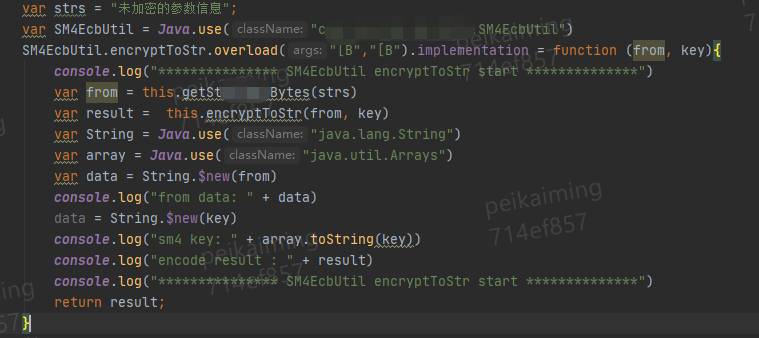 var strs = "未加密的参数信息";
var SM4EcbUtil = Java.use( className: "c SM4EcbUtil")
SM4EcbUtil.encryptToStr.overload( args: "[B","[B").implementation = function (from, key){
console.log("*************** SM4EcbUtil encryptToStr start **************")
var from = this.getSt Bytes(strs)
var result =  this.encryptToStr(from, key)
var String = Java.use( className: "java.lang.String")
var array = Java.use( className: "java.util.Arrays")
var data = String.$new(from)
console.log("from data: " + data)
data = String.$new(key)
console.log("sm4 key: " + array.toString(key))
console.log("encode result : " + result)
console.log("*************** SM4EcbUtil encryptToStr start **************")
return result;
}
peikaiming
714ef857
peikaiming
714ef857
peikaiming
714ef857